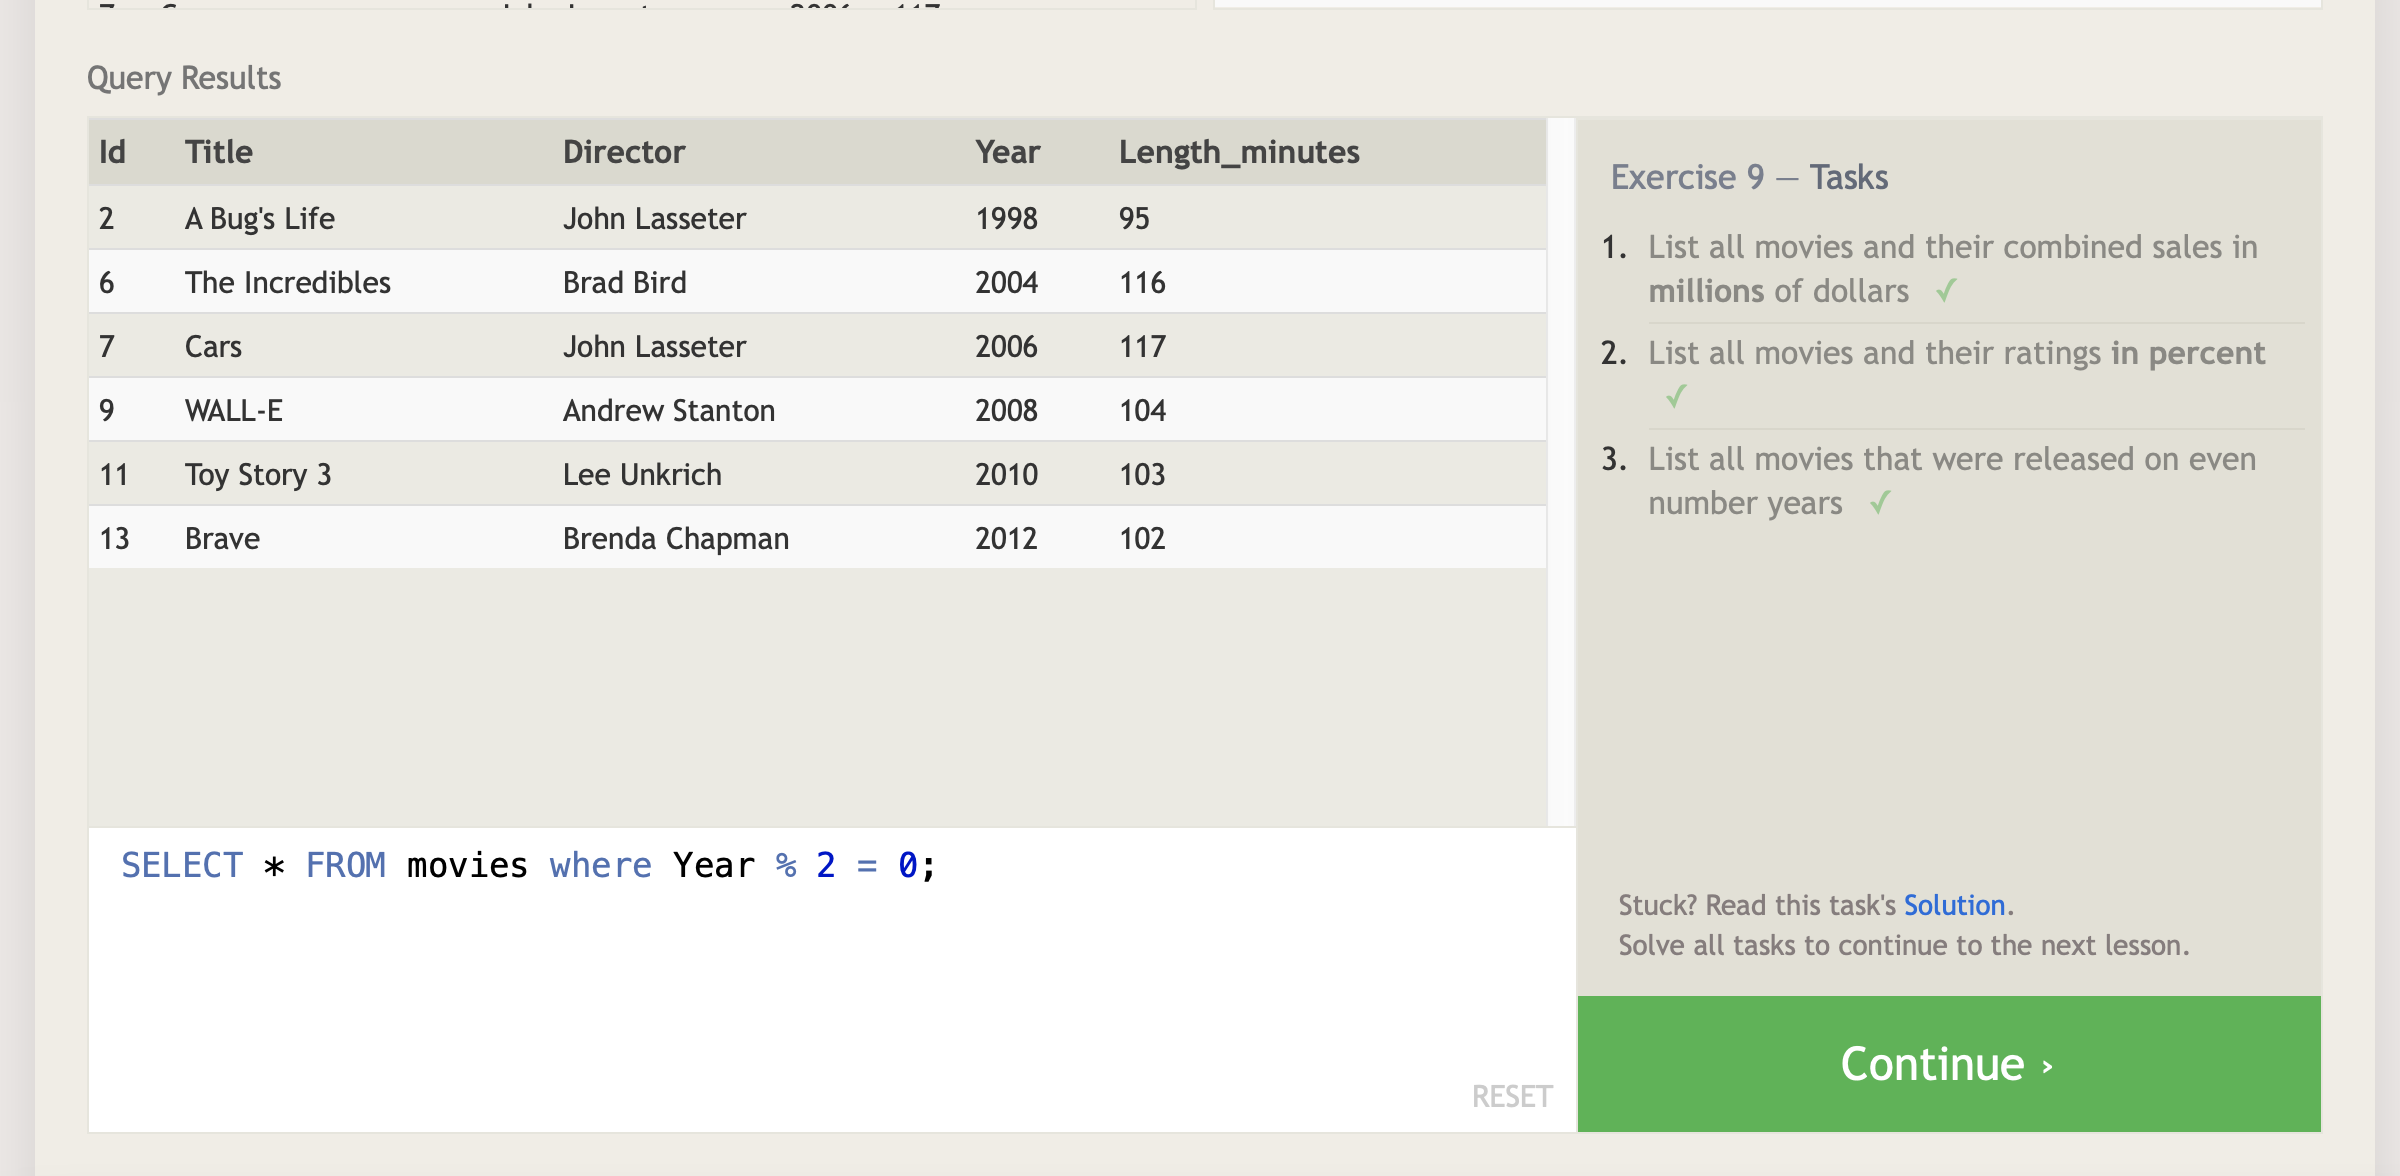 Query Results
Id Title Director Year Length_minutes
2 A Bug's Life John Lasseter 1998 95
6 The Incredibles Brad Bird 2004 116
7 Cars John Lasseter 2006 117
9 WALL-E Andrew Stanton 2008 104
11 Toy Story 3 Lee Unkrich 2010 103
13 Brave Brenda Chapman 2012 102
SELECT * FROM movies where Year % 2 = 0;
RESET
Exercise 9 — Tasks
1. List all movies and their combined sales in
millions of dollars ✓
2. List all movies and their ratings in percent
✓
3. List all movies that were released on even
number years ✓
Stuck? Read this task's Solution.
Solve all tasks to continue to the next lesson.
Continue ›